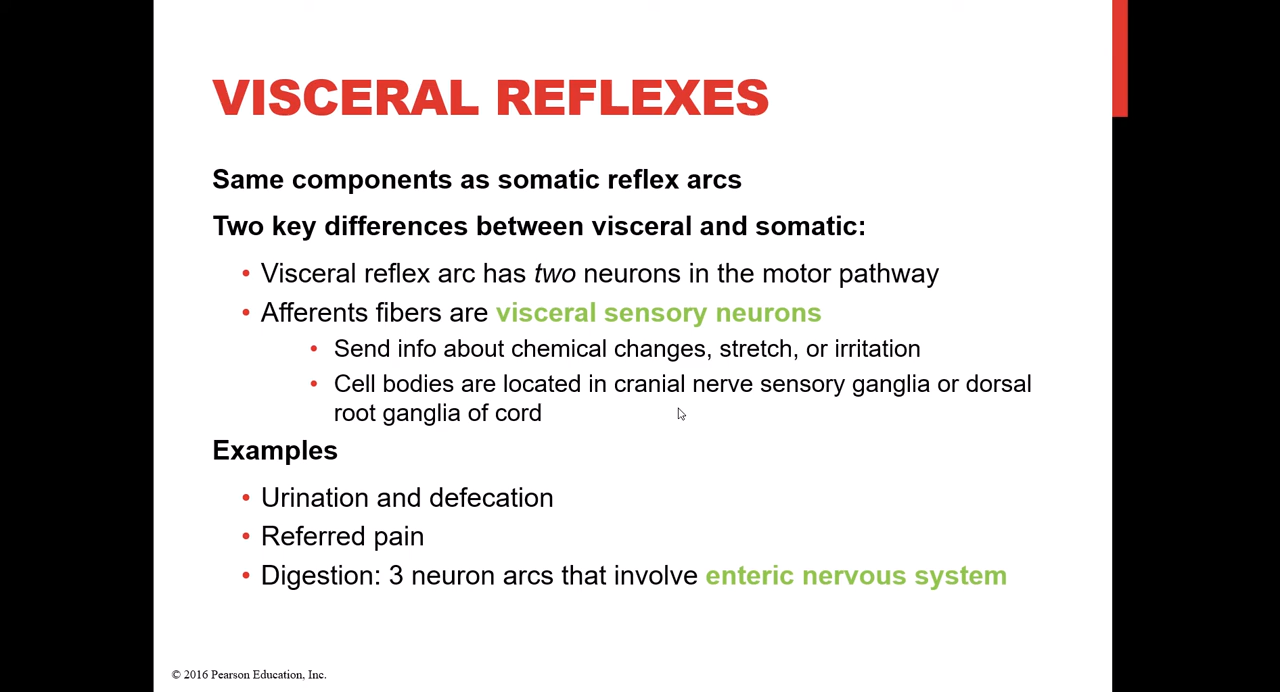 VISCERAL REFLEXES
Same components as somatic reflex arcs
Two key differences between visceral and somatic:
• Visceral reflex arc has two neurons in the motor pathway
• Afferents fibers are visceral sensory neurons
• Send info about chemical changes, stretch, or irritation
• Cell bodies are located in cranial nerve sensory ganglia or dorsal
root ganglia of cord
Examples
• Urination and defecation
• Referred pain
• Digestion: 3 neuron arcs that involve enteric nervous system
© 2016 Pearson Education, Inc.